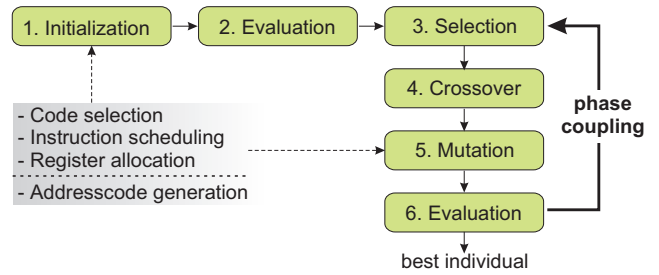 1. Initialization
2. Evaluation
3. Selection
4. Crossover
phase
coupling
- Code selection
- Instruction scheduling
- Register allocation
5. Mutation
- Addresscode generation
6. Evaluation
best individual